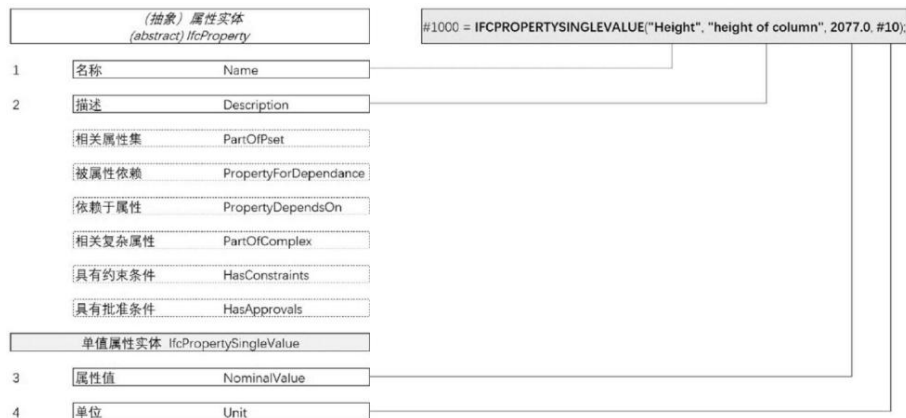 (抽象) 属性实体
(abstract) IfcProperty
#1000 = IFCPROPERTYSINGLEVALUE("Height", "height of column", 2077.0, #10);
1 名称 Name
2 描述 Description
相关属性集 PartOfPset
被属性依赖 PropertyForDependance
依赖于属性 PropertyDependsOn
相关复杂属性 PartOfComplex
具有约束条件 HasConstraints
具有批准条件 HasApprovals
单值属性实体 IfcPropertySingleValue
3 属性值 NominalValue
4 单位 Unit